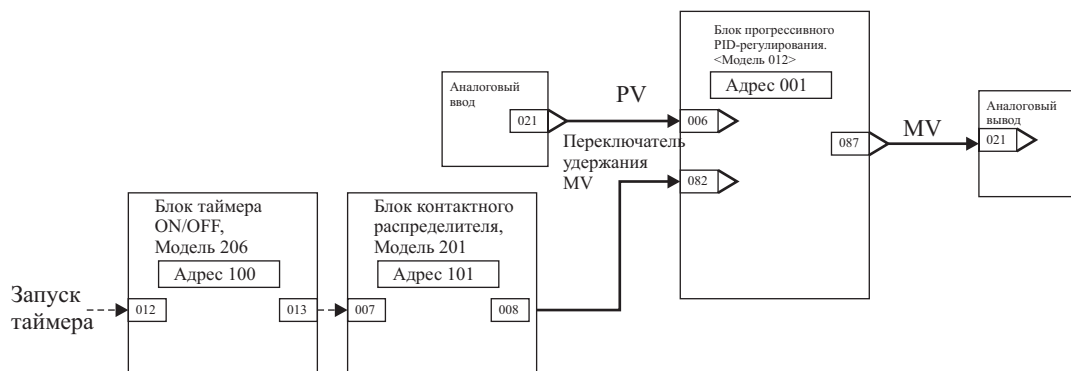 Блок прогрессивного
PID-регулирования.
<Модель 012>
Адрес 001
Аналоговый
ввод
021
PV
006
Аналоговый
вывод
021
087
MV
Переключатель
удержания
MV
082
Блок таймера
ON/OFF,
Модель 206
Адрес 100
Блок контактного
распределителя,
Модель 201
Адрес 101
Запуск
таймера
012
013
007
008